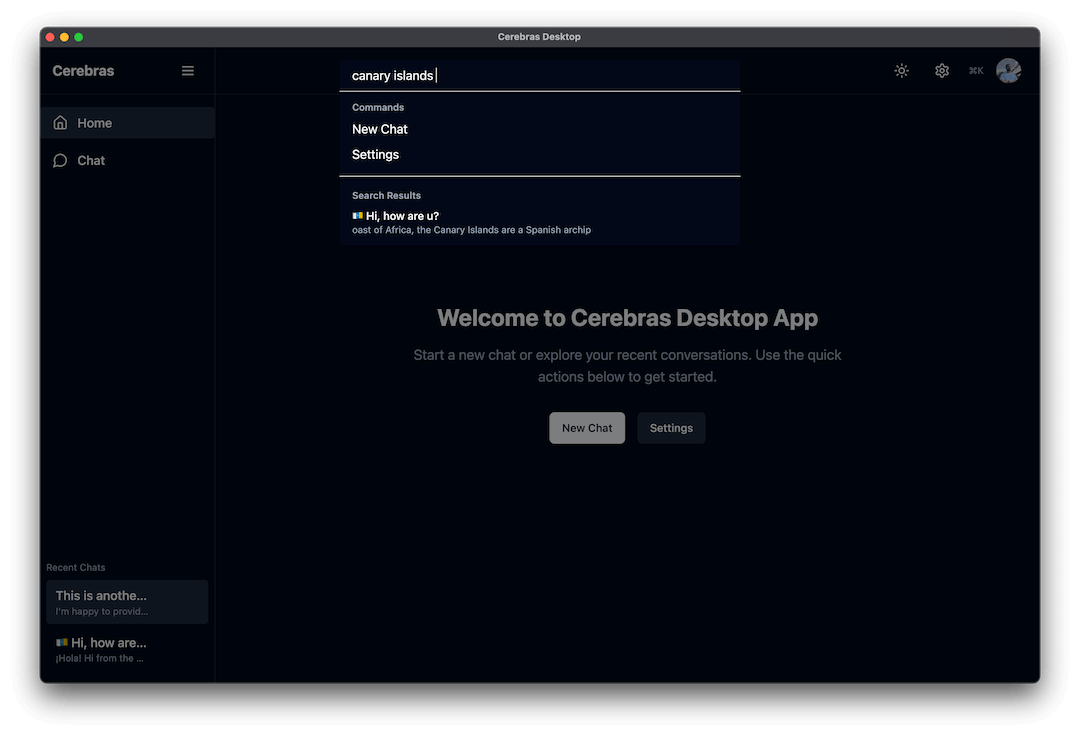 Cerebras Desktop
Cerebras
canary islands
⌘K
Home
Chat
Commands
New Chat
Settings
Search Results
🇮🇨 Hi, how are u?
oast of Africa, the Canary Islands are a Spanish archip
Welcome to Cerebras Desktop App
Start a new chat or explore your recent conversations. Use the quick
actions below to get started.
New Chat
Settings
Recent Chats
This is anothe...
I'm happy to provid...
🇮🇨 Hi, how are...
¡Hola! Hi from the ...